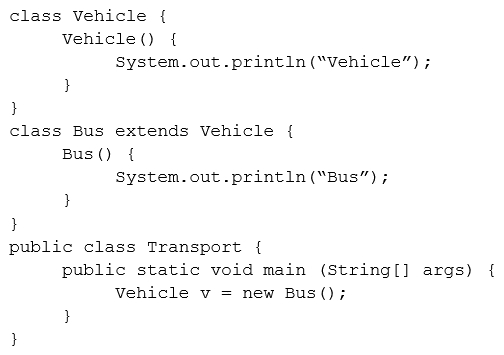 class Vehicle {
Vehicle() {
System.out.println(“Vehicle”);
}
}
class Bus extends Vehicle {
Bus() {
System.out.println(“Bus”);
}
}
public class Transport {
public static void main (String[] args) {
Vehicle v = new Bus();
}
}